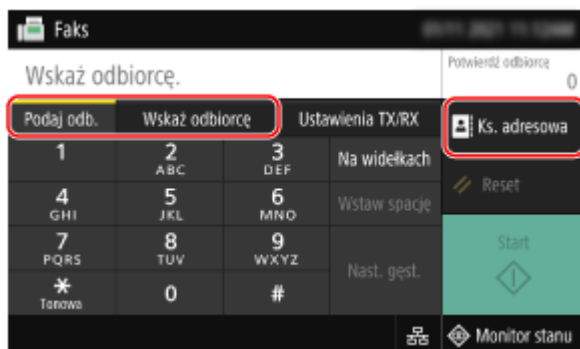 Faks
Wskaż odbiorcę.
Potwierdź odbiorcę
0
Podaj odb.
Wskaż odbiorcę
Ustawienia TX/RX
Ks. adresowa
1
2
ABC
3
DEF
Na widełkach
Reset
4
GHI
5
JKL
6
MNO
Wstaw spację
7
PQRS
8
TUV
9
WXYZ
Nast. gęst.
Start
*
Tonowa
0
#
Monitor stanu